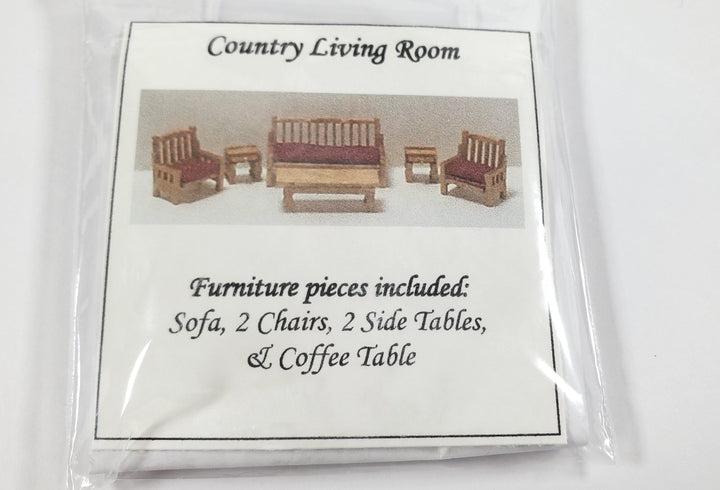 Country Living Room
Furniture pieces included:
Sofa, 2 Chairs, 2 Side Tables,
& Coffee Table